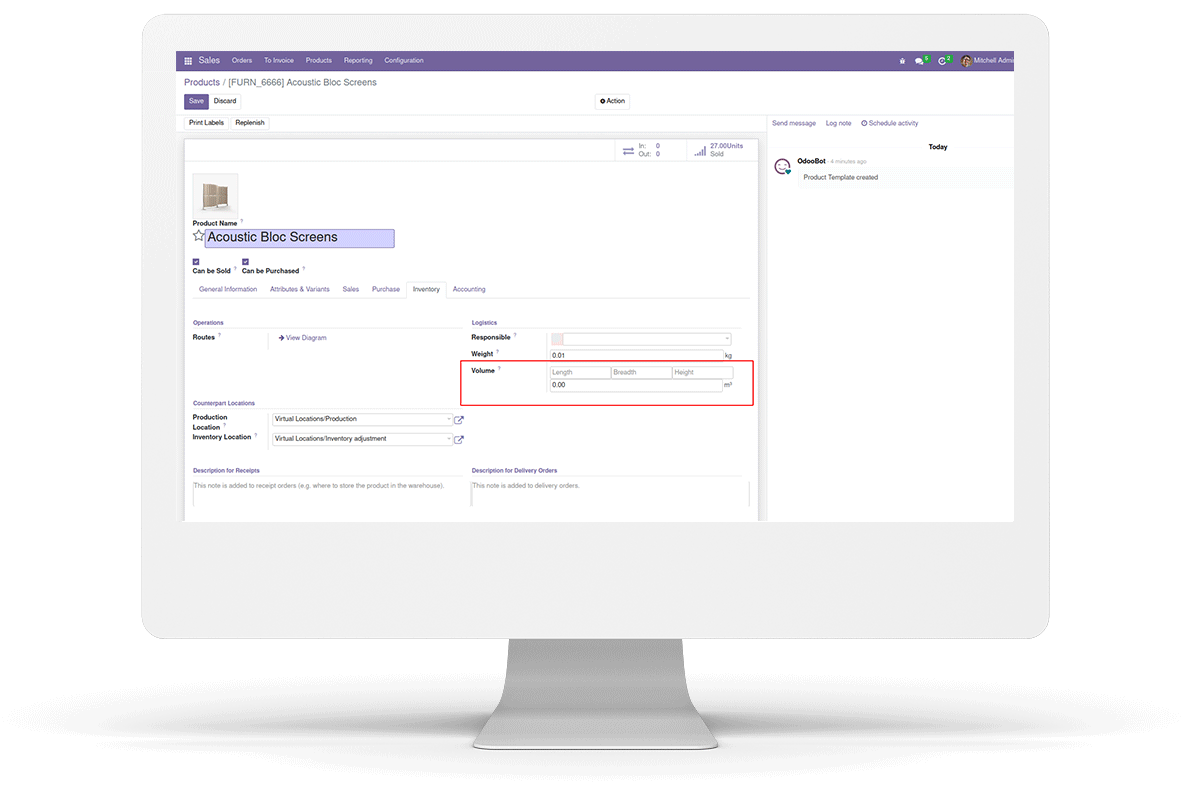 Sales Orders To Invoice Products Reporting Configuration 5 2 Mitchell Admi
Products / [FURN_6666] Acoustic Bloc Screens
Save Discard Action
Print Labels Replenish
Send message Log note Schedule activity
In: 0
Out: 0
27.00Units
Sold
Today
OdooBot - 4 minutes ago
Product Template created
Product Name ?
Acoustic Bloc Screens
Can be Sold ? Can be Purchased ?
General Information Attributes & Variants Sales Purchase Inventory Accounting
Operations
Routes ? View Diagram
Logistics
Responsible ?
Weight ? 0.01 kg
Volume ? Length Breadth Height
0.00 m³
Counterpart Locations
Production
Location ? Virtual Locations/Production
Inventory Location ? Virtual Locations/Inventory adjustment
Description for Receipts
This note is added to receipt orders (e.g. where to store the product in the warehouse).
Description for Delivery Orders
This note is added to delivery orders.